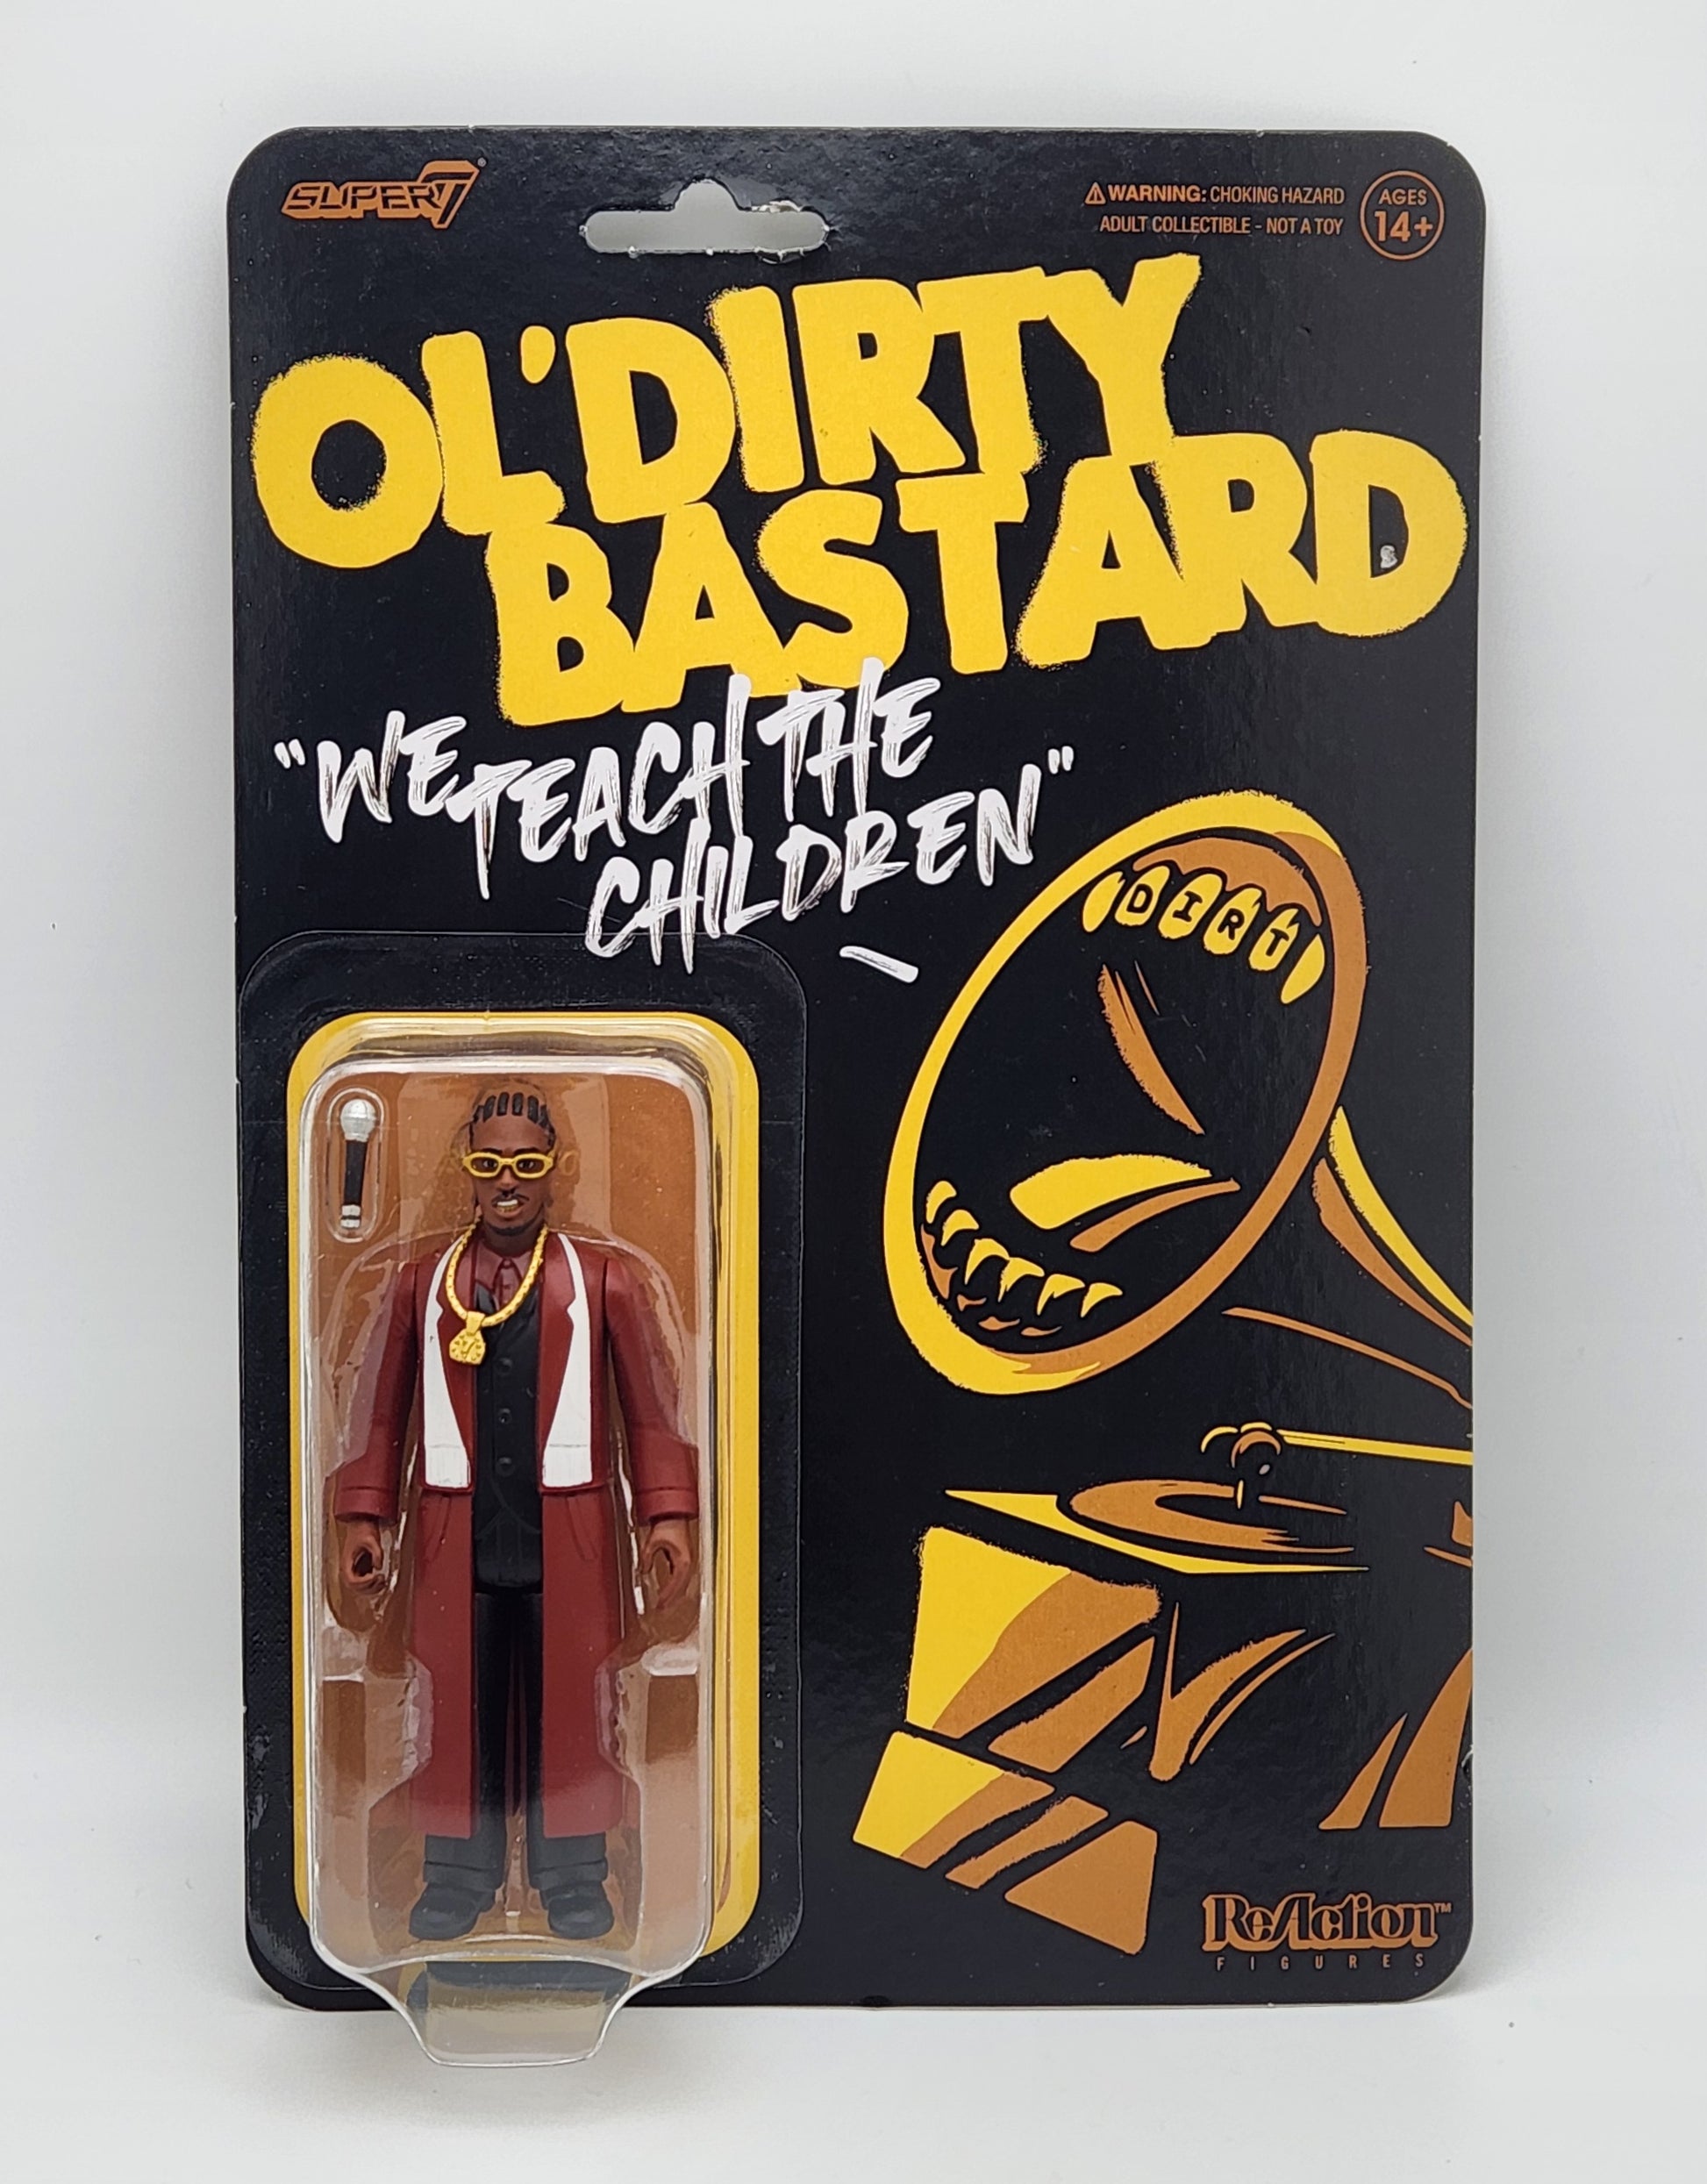 SUPER7®
⚠ WARNING: CHOKING HAZARD
ADULT COLLECTIBLE - NOT A TOY
AGES
14+
OL' DIRTY
BASTARD
"WE TEACH THE
CHILDREN"
DIRT
ReAction™
FIGURES